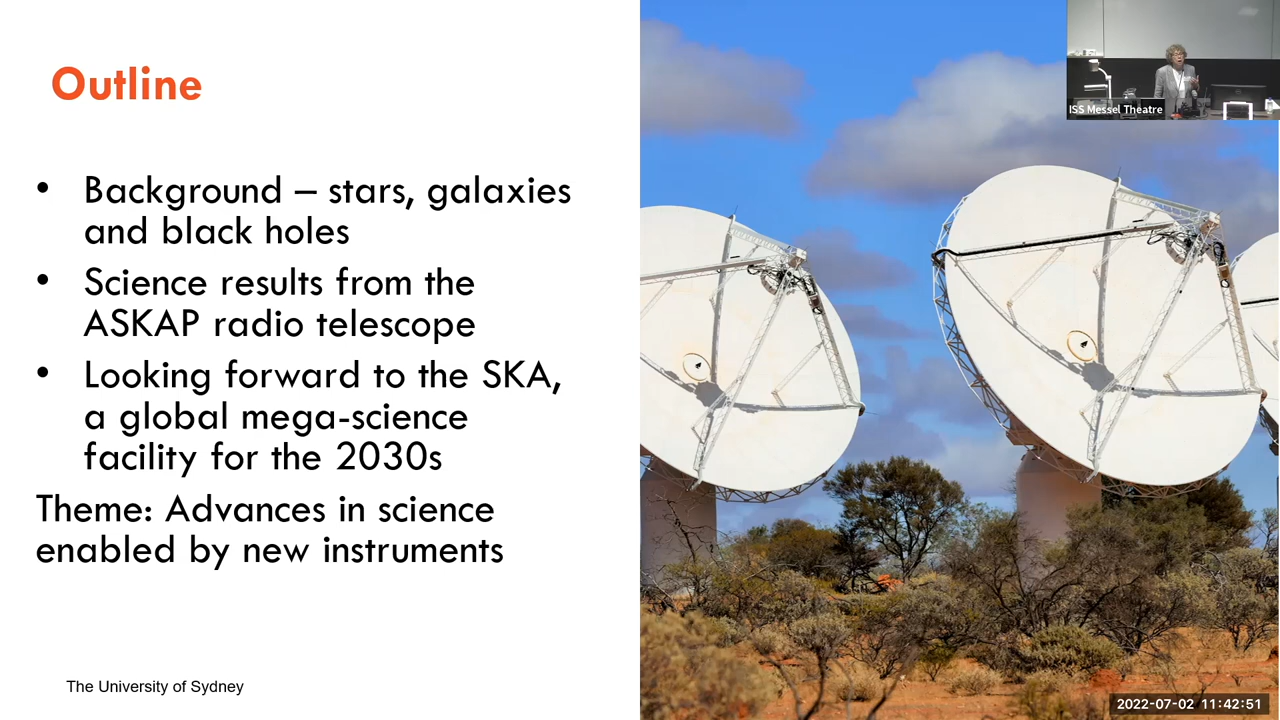 Outline
• Background – stars, galaxies
and black holes
• Science results from the
ASKAP radio telescope
• Looking forward to the SKA,
a global mega-science
facility for the 2030s
Theme: Advances in science
enabled by new instruments
The University of Sydney
ISS Messel Theatre
2022-07-02 11:42:51